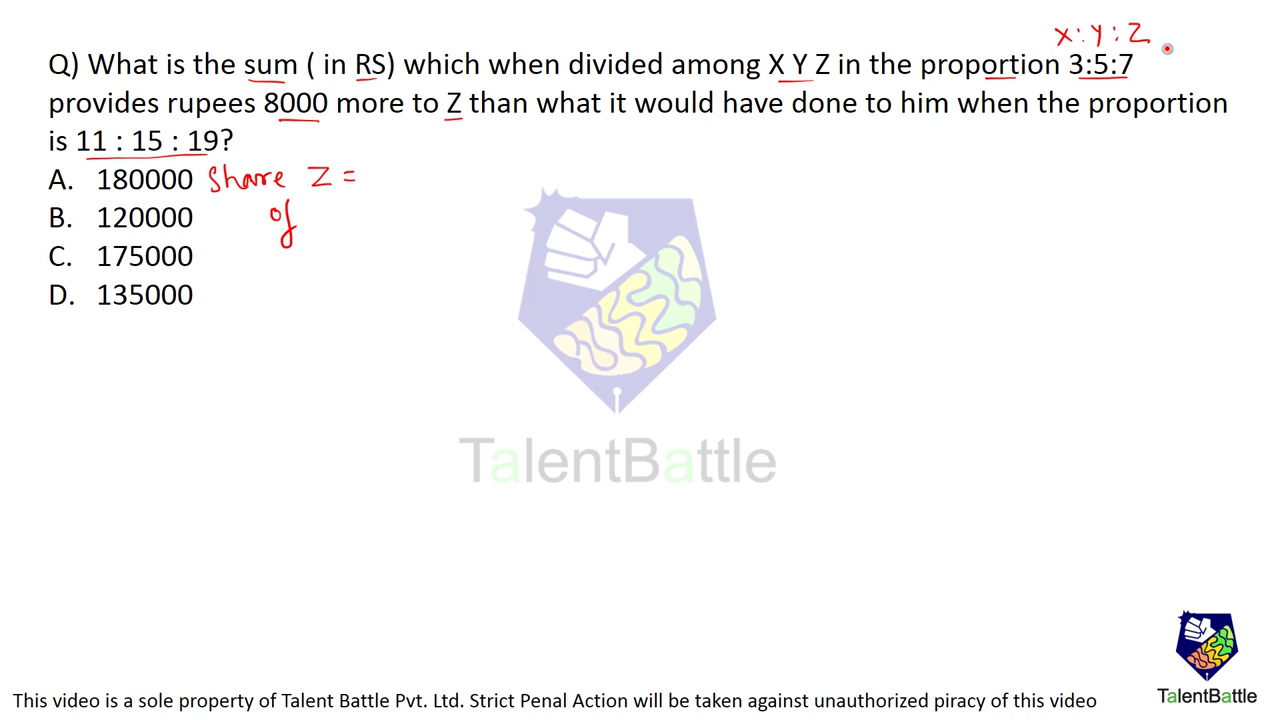 X : Y : Z
Q) What is the sum ( in RS) which when divided among X Y Z in the proportion 3:5:7
provides rupees 8000 more to Z than what it would have done to him when the proportion
is 11 : 15 : 19?
A. 180000 Share Z =
B. 120000 of
C. 175000
D. 135000
TalentBattle
TalentBattle
This video is a sole property of Talent Battle Pvt. Ltd. Strict Penal Action will be taken against unauthorized piracy of this video